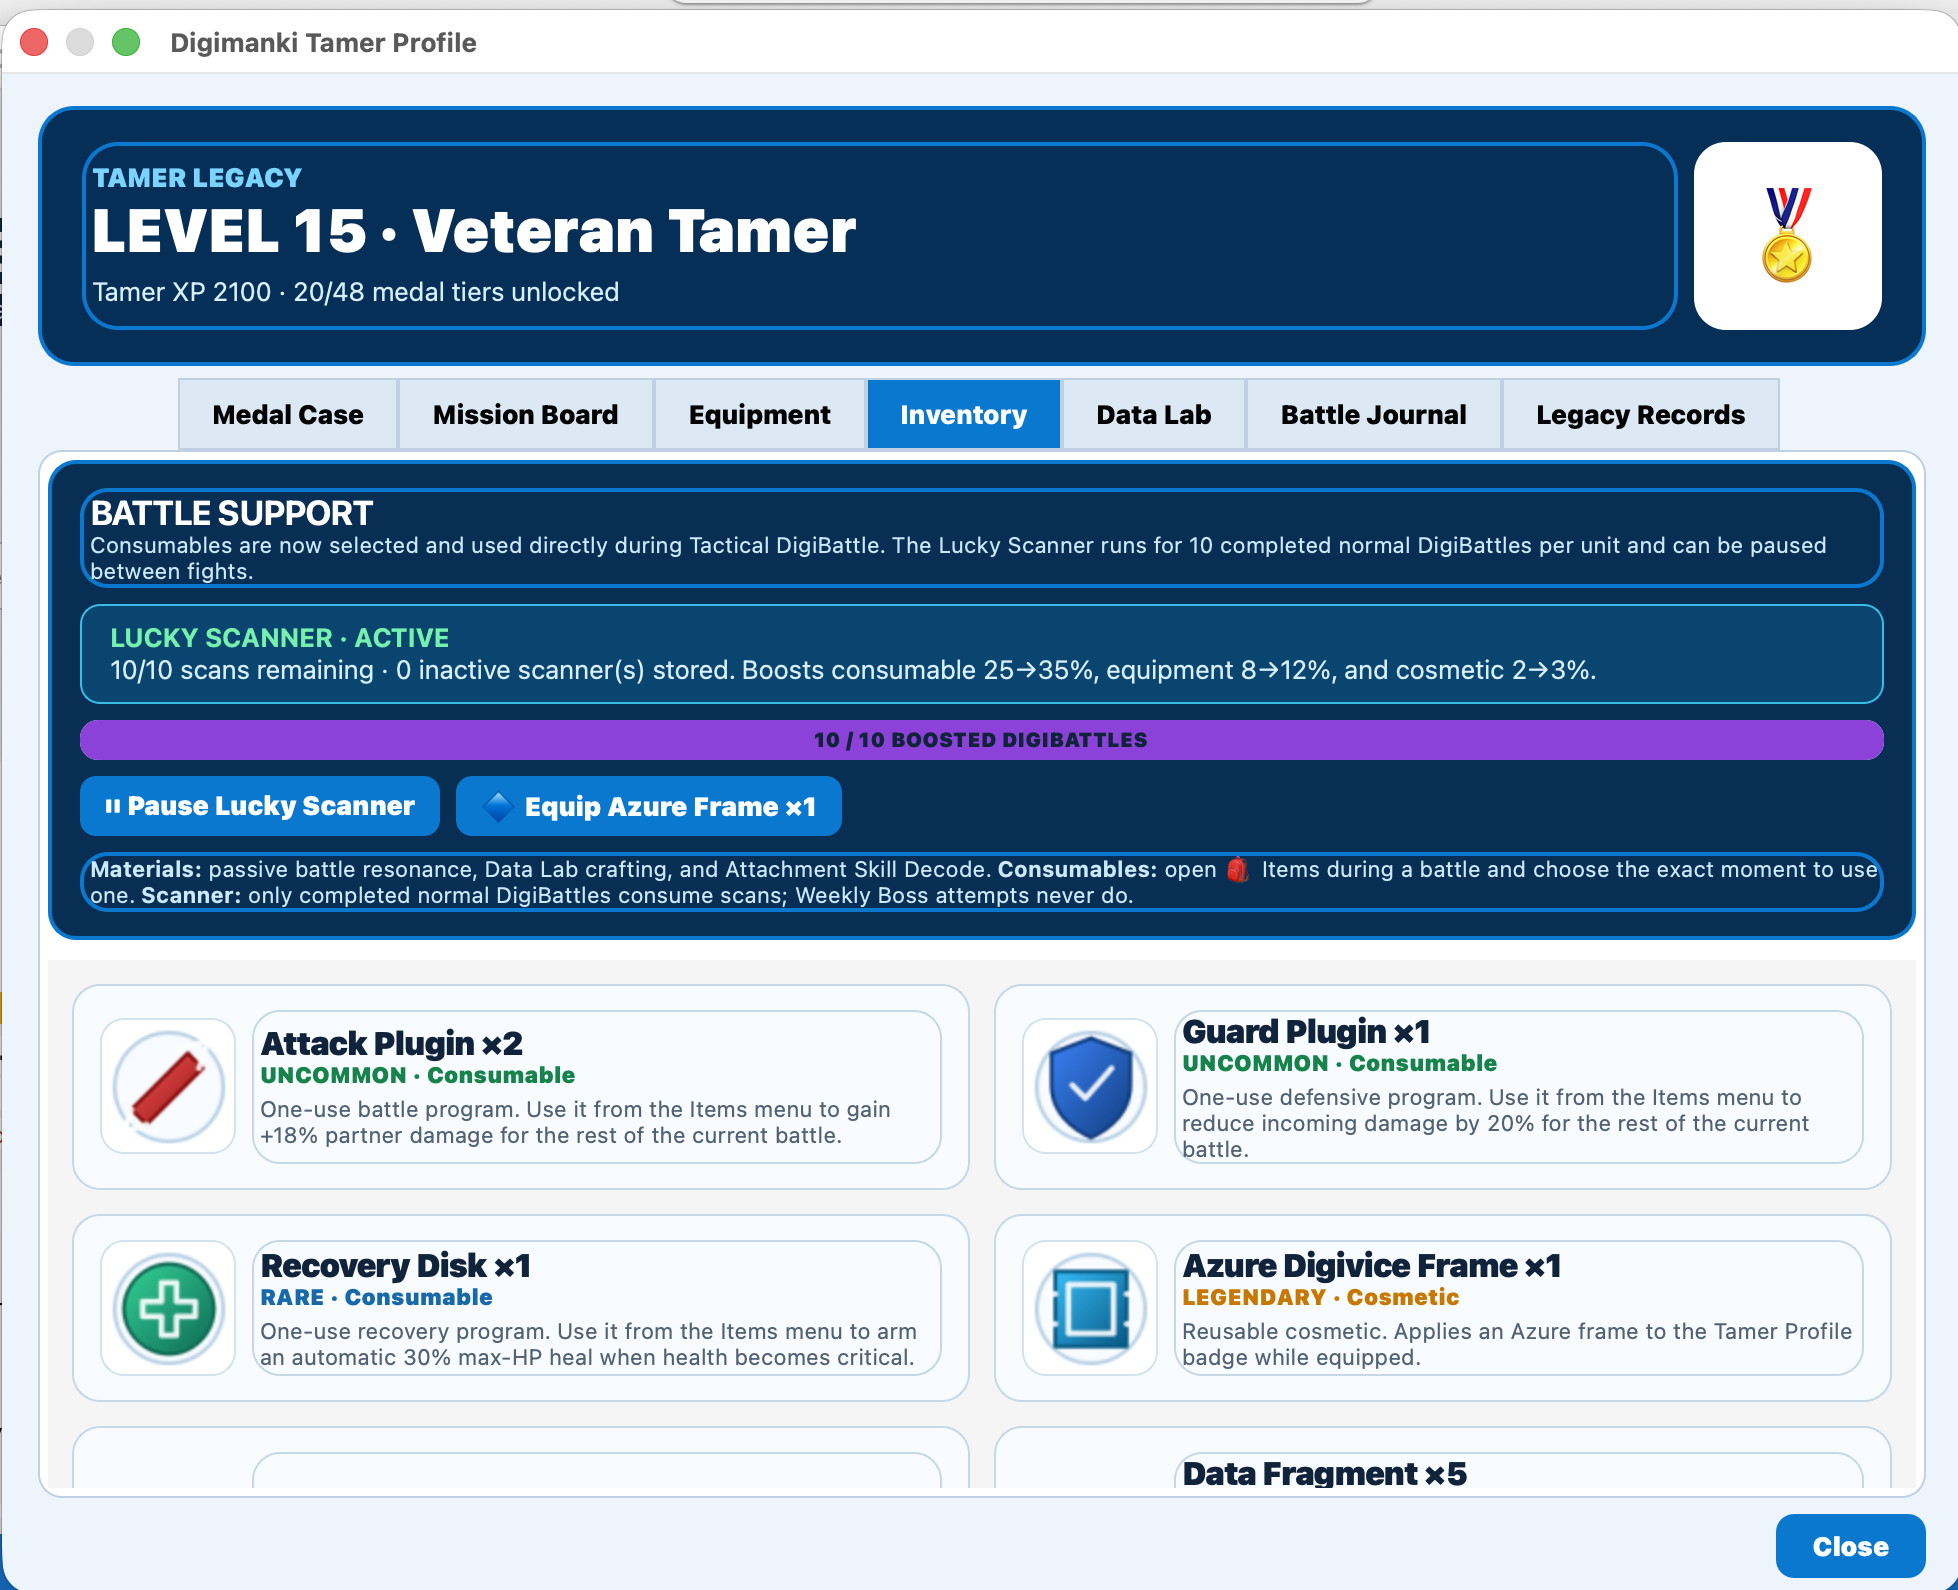 Digimanki Tamer Profile
TAMER LEGACY
LEVEL 15 · Veteran Tamer
Tamer XP 2100 · 20/48 medal tiers unlocked
Medal Case
Mission Board
Equipment
Inventory
Data Lab
Battle Journal
Legacy Records
BATTLE SUPPORT
Consumables are now selected and used directly during Tactical DigiBattle. The Lucky Scanner runs for 10 completed normal DigiBattles per unit and can be paused
between fights.
LUCKY SCANNER · ACTIVE
10/10 scans remaining · 0 inactive scanner(s) stored. Boosts consumable 25→35%, equipment 8→12%, and cosmetic 2→3%.
10 / 10 BOOSTED DIGIBATTLES
⏸ Pause Lucky Scanner
🔷 Equip Azure Frame ×1
Materials: passive battle resonance, Data Lab crafting, and Attachment Skill Decode. Consumables: open 🎒 Items during a battle and choose the exact moment to use
one. Scanner: only completed normal DigiBattles consume scans; Weekly Boss attempts never do.
Attack Plugin ×2
UNCOMMON · Consumable
One-use battle program. Use it from the Items menu to gain
+18% partner damage for the rest of the current battle.
Guard Plugin ×1
UNCOMMON · Consumable
One-use defensive program. Use it from the Items menu to
reduce incoming damage by 20% for the rest of the current
battle.
Recovery Disk ×1
RARE · Consumable
One-use recovery program. Use it from the Items menu to arm
an automatic 30% max-HP heal when health becomes critical.
Azure Digivice Frame ×1
LEGENDARY · Cosmetic
Reusable cosmetic. Applies an Azure frame to the Tamer Profile
badge while equipped.
Data Fragment ×5
Close